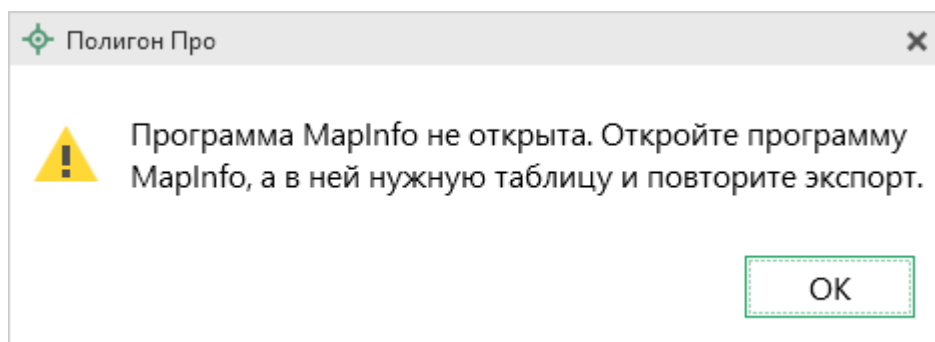 Полигон Про
Программа MapInfo не открыта. Откройте программу
MapInfo, а в ней нужную таблицу и повторите экспорт.
OK